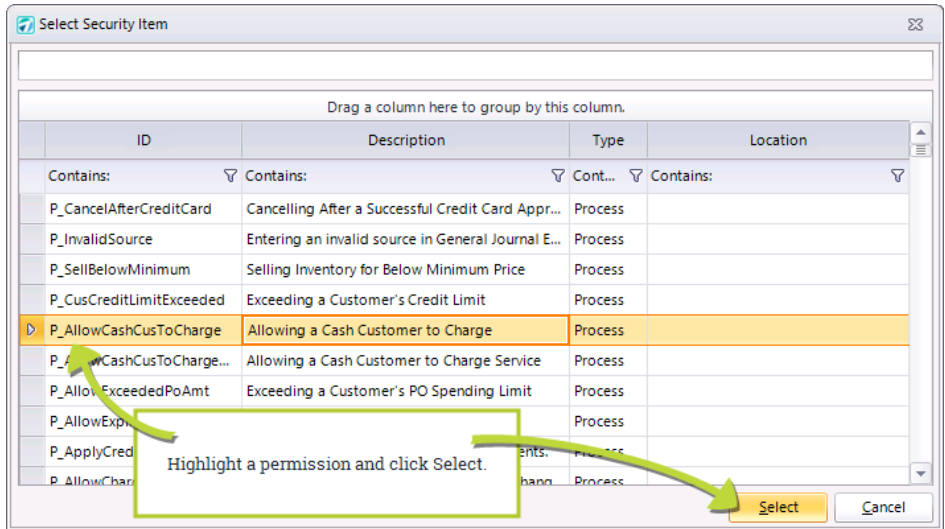 Select Security Item
Drag a column here to group by this column.
ID Description Type Location
Contains: Contains: Cont... Contains:
P_CancelAfterCreditCard Cancelling After a Successful Credit Card Appr... Process
P_InvalidSource Entering an invalid source in General Journal E... Process
P_SellBelowMinimum Selling Inventory for Below Minimum Price Process
P_CusCreditLimitExceeded Exceeding a Customer's Credit Limit Process
P_AllowCashCusToCharge Allowing a Cash Customer to Charge Process
P_AllowCashCusToCharge... Allowing a Cash Customer to Charge Service Process
P_AllowExceededPoAmt Exceeding a Customer's PO Spending Limit Process
Process
Process
Process
Highlight a permission and click Select.
Select Cancel